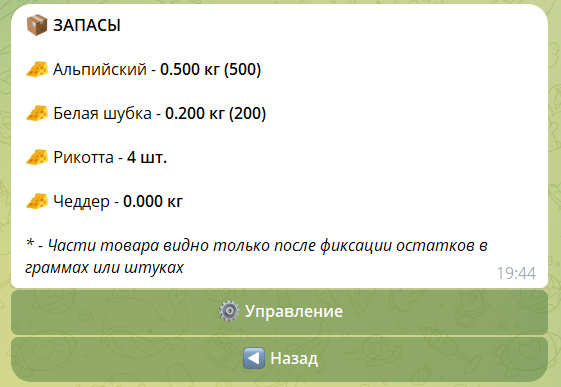 📦 ЗАПАСЫ
🧀 Альпийский - 0.500 кг (500)
🧀 Белая шубка - 0.200 кг (200)
🧀 Рикотта - 4 шт.
🧀 Чеддер - 0.000 кг
* - Части товара видно только после фиксации остатков в
граммах или штуках
19:44
⚙️ Управление
◀️ Назад